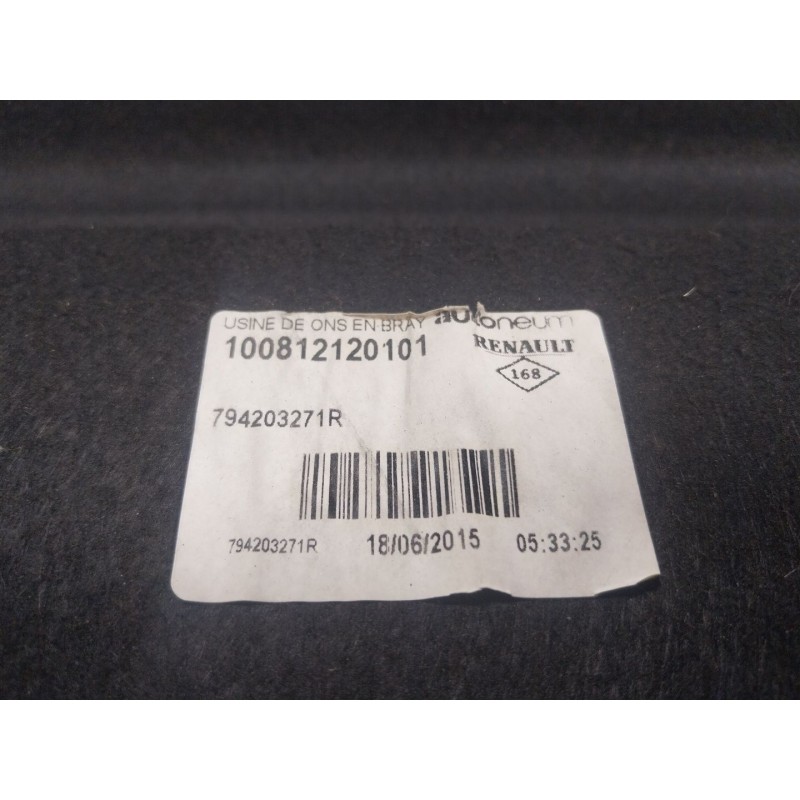 USINE DE ONS EN BRAY autoneum
100812120101 RENAULT
168
794203271R
794203271R 18/06/2015 05:33:25